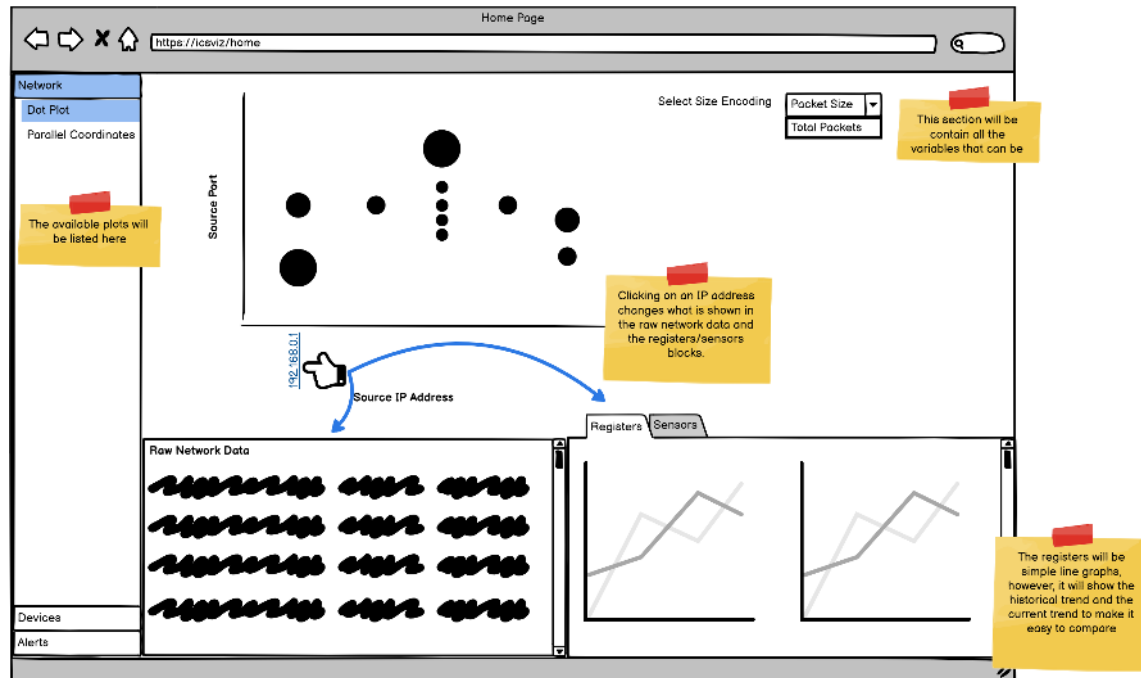 Home Page
https://icsviz/home
Network
Dot Plot
Parallel Coordinates
The available plots will
be listed here
Source Port
Select Size Encoding
Packet Size
Total Packets
This section will be
contain all the
variables that can be
Clicking on an IP address
changes what is shown in
the raw network data and
the registers/sensors
blocks.
192.168.0.1
Source IP Address
Raw Network Data
Registers
Sensors
The registers will be
simple line graphs,
however, it will show the
historical trend and the
current trend to make it
easy to compare
Devices
Alerts